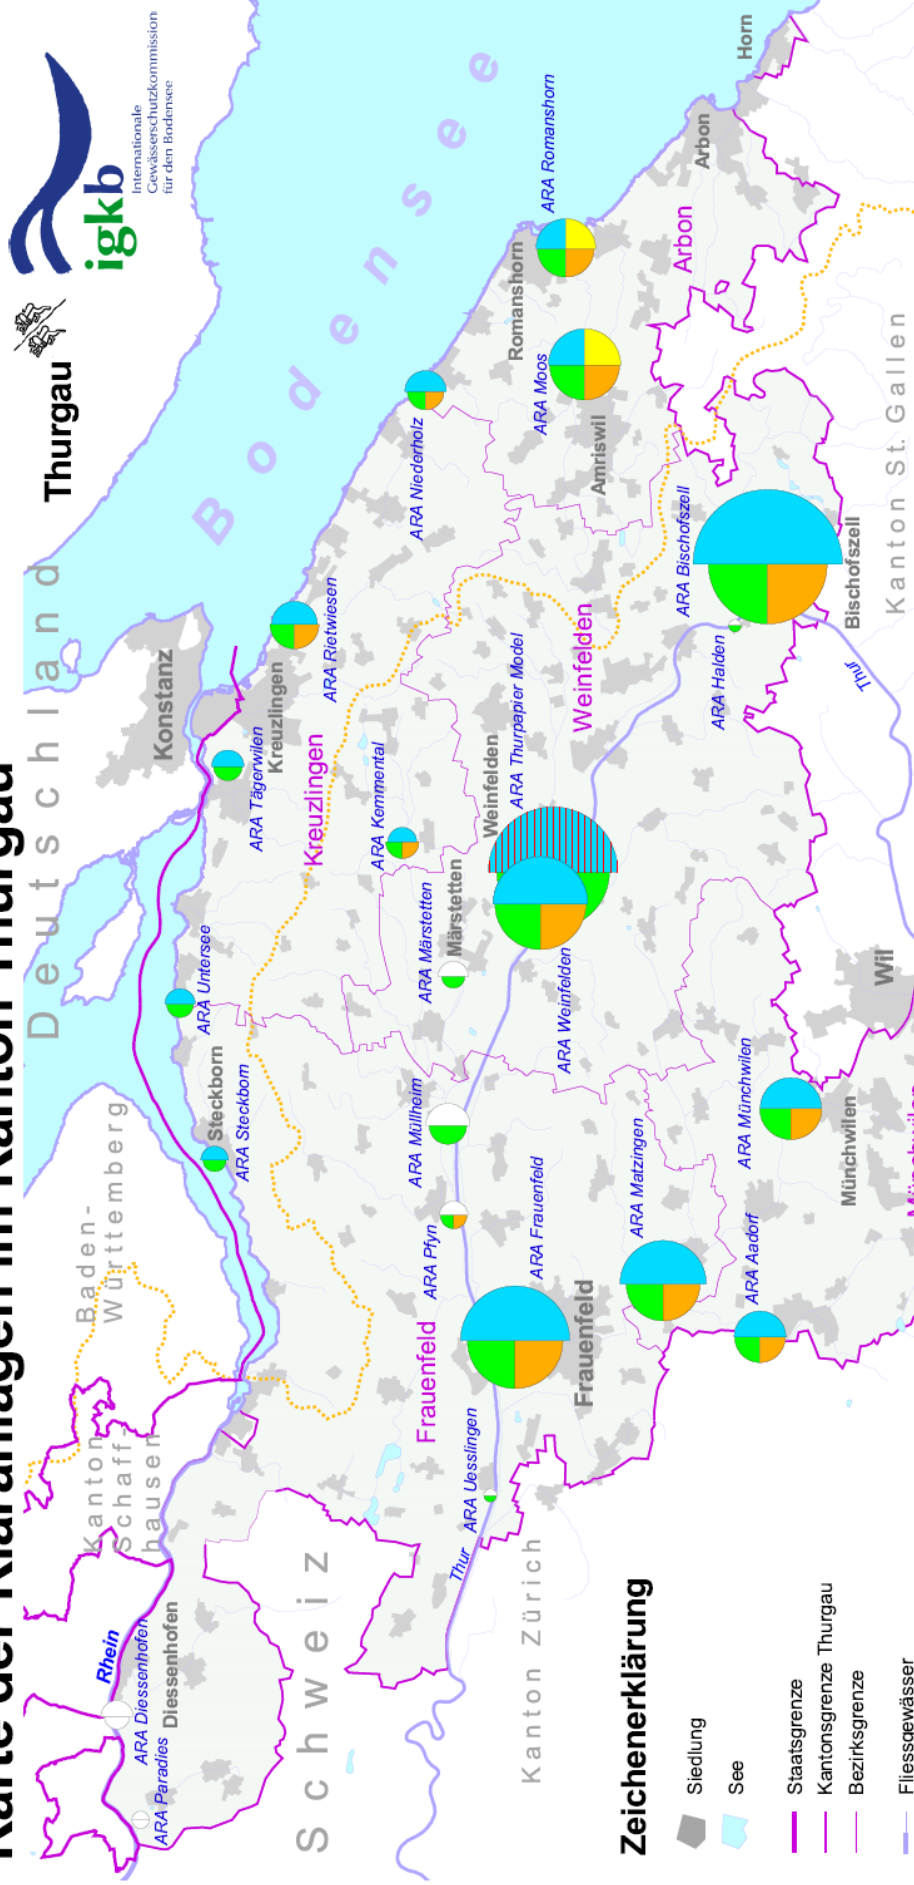 Karte der Kläranlagen im Kanton Thurgau
Thurgau
igkb
Internationale
Gewässerschutzkommission
für den Bodensee
Deutschland
Baden-
Württemberg
Kanton
Schaff-
hausen
Schweiz
Kanton Zürich
Kanton St. Gallen
Bodensee
Rhein
ARA Diessenhofen
ARA Paradies
Diessenhofen
Steckborn
ARA Steckborn
ARA Untersee
Konstanz
ARA Tägerwilen
Kreuzlingen
Kreuzlingen
ARA Rietwiesen
ARA Kemmental
ARA Niederholz
Romanshorn
ARA Romanshorn
ARA Moos
Amriswil
Arbon
Arbon
Horn
Frauenfeld
ARA Pfyn
ARA Müllheim
ARA Märstetten
Märstetten
Weinfelden
ARA Thurpapier Model
Weinfelden
ARA Weinfelden
Thur
ARA Uesslingen
ARA Frauenfeld
Frauenfeld
ARA Matzingen
ARA Aadorf
ARA Münchwilen
Münchwilen
Münchwilen
Wil
ARA Bischofszell
ARA Halden
Bischofszell
Thur
Zeichenerklärung
Siedlung
See
Staatsgrenze
Kantonsgrenze Thurgau
Bezirksgrenze
Fliessgewässer